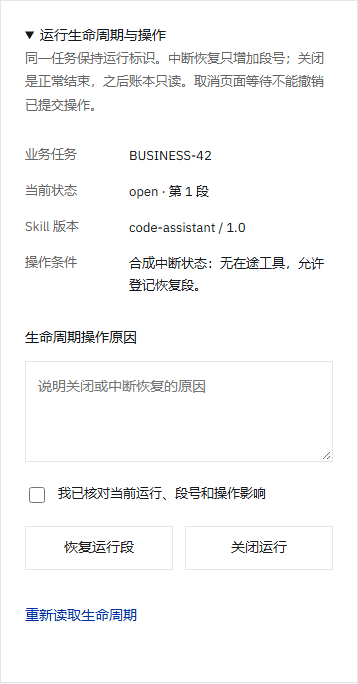 ▼ 运行生命周期与操作
同一任务保持运行标识。中断恢复只增加段号；关闭
是正常结束，之后账本只读。取消页面等待不能撤销
已提交操作。
业务任务 BUSINESS-42
当前状态 open · 第 1 段
Skill 版本 code-assistant / 1.0
操作条件 合成中断状态：无在途工具，允许
登记恢复段。
生命周期操作原因
说明关闭或中断恢复的原因
我已核对当前运行、段号和操作影响
恢复运行段 关闭运行
重新读取生命周期